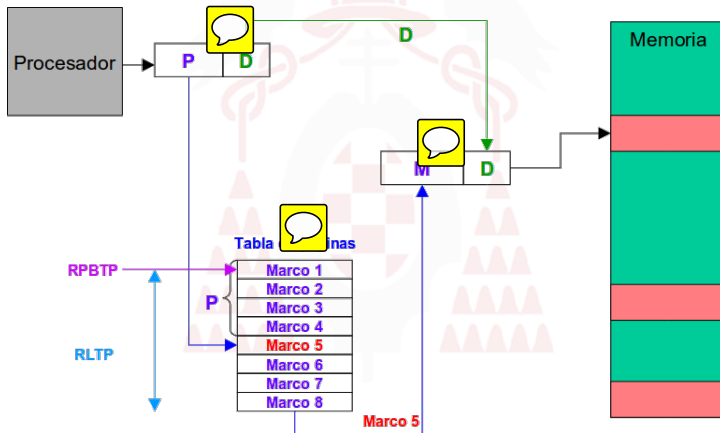 Procesador
P
D
D
Memoria
M
D
Tabla
inas
RPBTP
P
RLTP
Marco 1
Marco 2
Marco 3
Marco 4
Marco 5
Marco 6
Marco 7
Marco 8
Marco 5